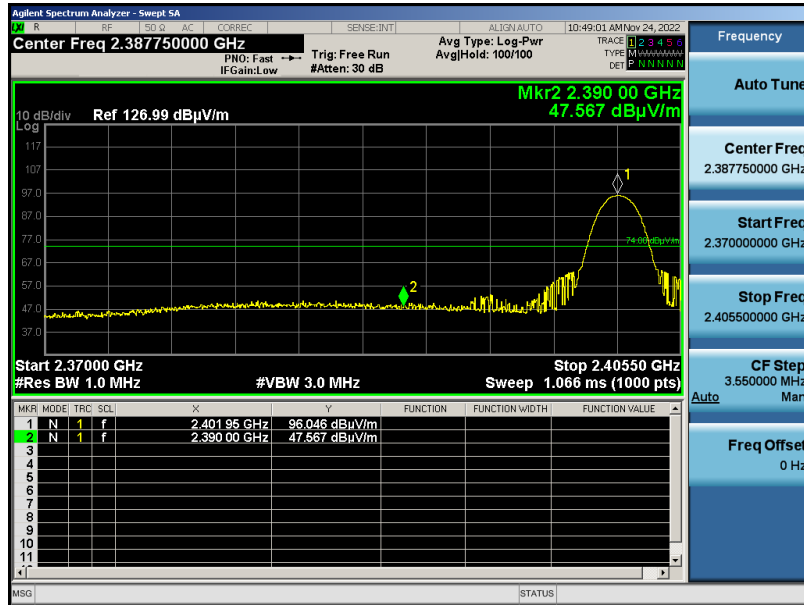 Agilent Spectrum Analyzer - Swept SA
LXI R RF 50 Ω AC CORREC SENSE:INT ALIGN AUTO 10:49:01 AM Nov 24, 2022
Center Freq 2.387750000 GHz
PNO: Fast
IFGain:Low
Trig: Free Run
#Atten: 30 dB
Avg Type: Log-Pwr
Avg|Hold: 100/100
TRACE 1 2 3 4 5 6
TYPE M
DET P N N N N N
Mkr2 2.390 00 GHz
47.567 dBµV/m
10 dB/div Ref 126.99 dBµV/m
Log
117
107
97.0
87.0
77.0
67.0
57.0
47.0
37.0
1
74.00 dBµV/m
2
Start 2.37000 GHz Stop 2.40550 GHz
#Res BW 1.0 MHz #VBW 3.0 MHz Sweep 1.066 ms (1000 pts)
MKR MODE TRC SCL X Y FUNCTION FUNCTION WIDTH FUNCTION VALUE
1 N 1 f 2.401 95 GHz 96.046 dBµV/m
2 N 1 f 2.390 00 GHz 47.567 dBµV/m
3
4
5
6
7
8
9
10
11
MSG STATUS
Frequency
Auto Tune
Center Freq
2.387750000 GHz
Start Freq
2.370000000 GHz
Stop Freq
2.405500000 GHz
CF Step
3.550000 MHz
Auto Man
Freq Offset
0 Hz